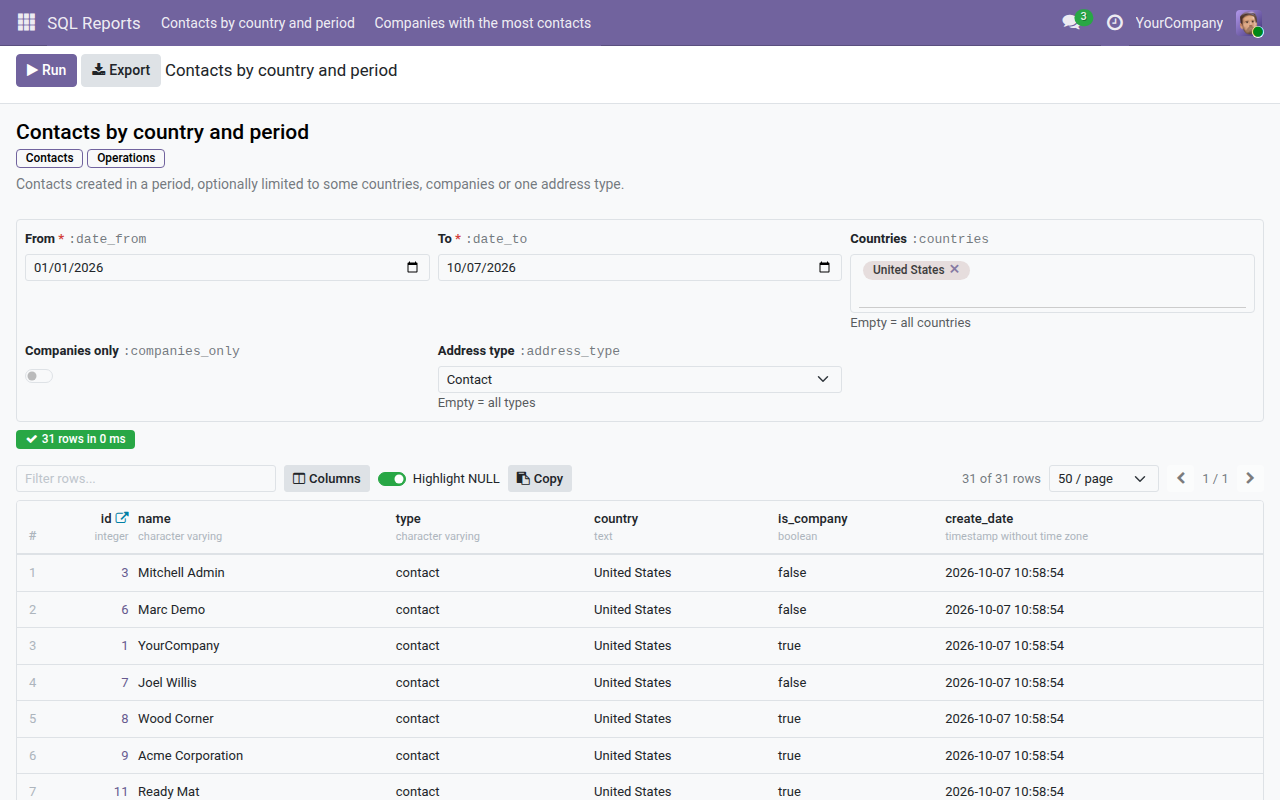 SQL Reports Contacts by country and period Companies with the most contacts 3 YourCompany
Run Export Contacts by country and period
Contacts by country and period
Contacts Operations
Contacts created in a period, optionally limited to some countries, companies or one address type.
From * :date_from To * :date_to Countries :countries
01/01/2026 10/07/2026 United States ✕
Empty = all countries
Companies only :companies_only Address type :address_type
Contact
Empty = all types
31 rows in 0 ms
Filter rows... Columns Highlight NULL Copy 31 of 31 rows 50 / page 1 / 1
# id name type country is_company create_date
integer character varying character varying text boolean timestamp without time zone
1 3 Mitchell Admin contact United States false 2026-10-07 10:58:54
2 6 Marc Demo contact United States false 2026-10-07 10:58:54
3 1 YourCompany contact United States true 2026-10-07 10:58:54
4 7 Joel Willis contact United States false 2026-10-07 10:58:54
5 8 Wood Corner contact United States true 2026-10-07 10:58:54
6 9 Acme Corporation contact United States true 2026-10-07 10:58:54
7 11 Ready Mat contact United States true 2026-10-07 10:58:54